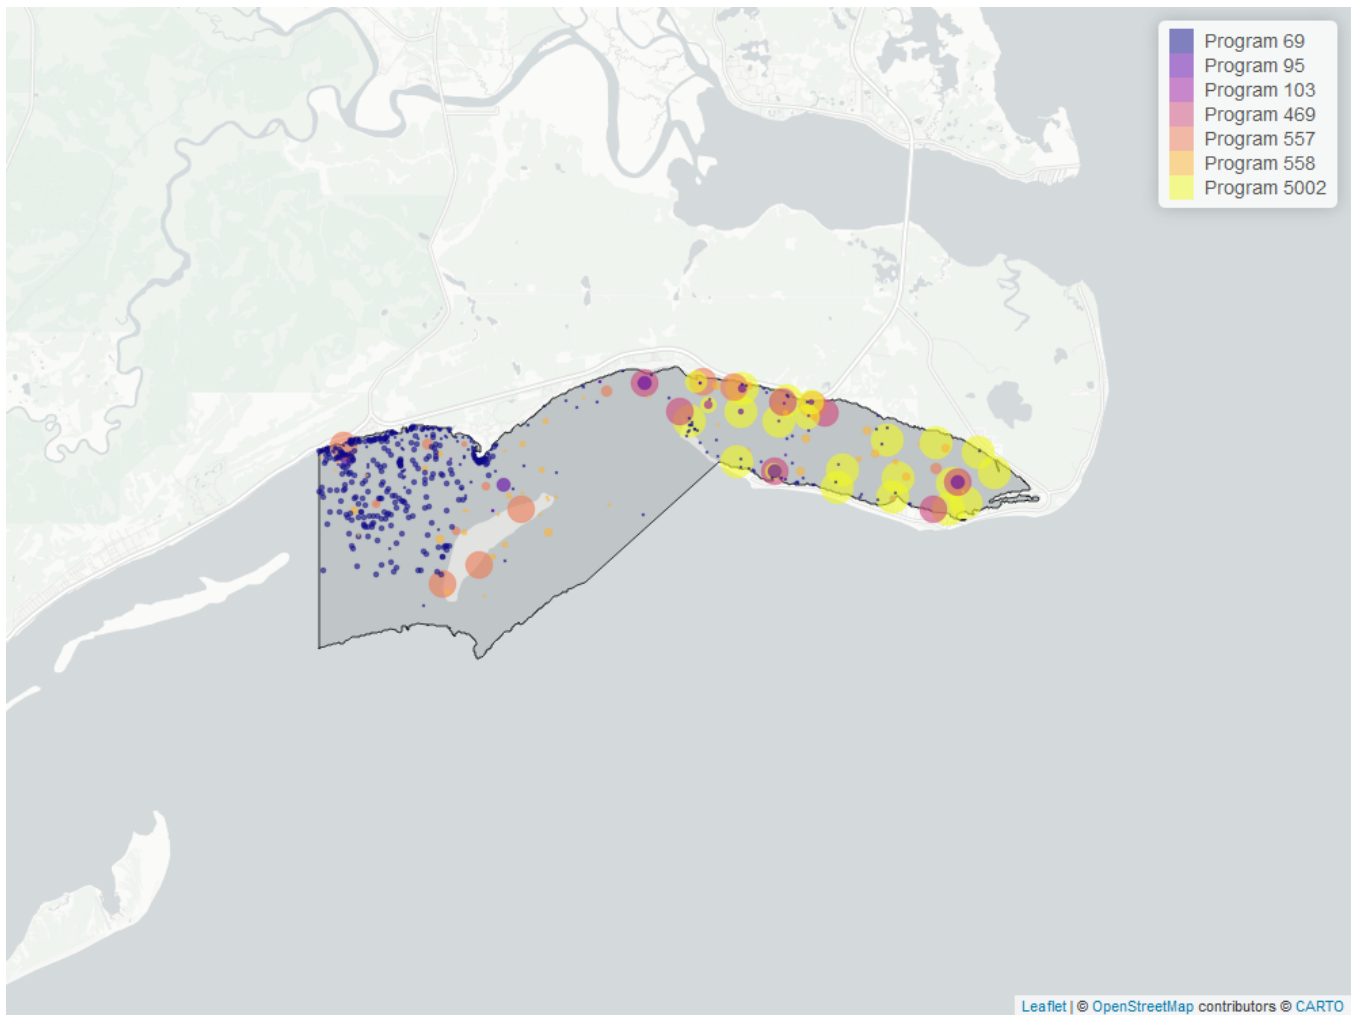 Program 69
Program 95
Program 103
Program 469
Program 557
Program 558
Program 5002
Leaflet | © OpenStreetMap contributors © CARTO